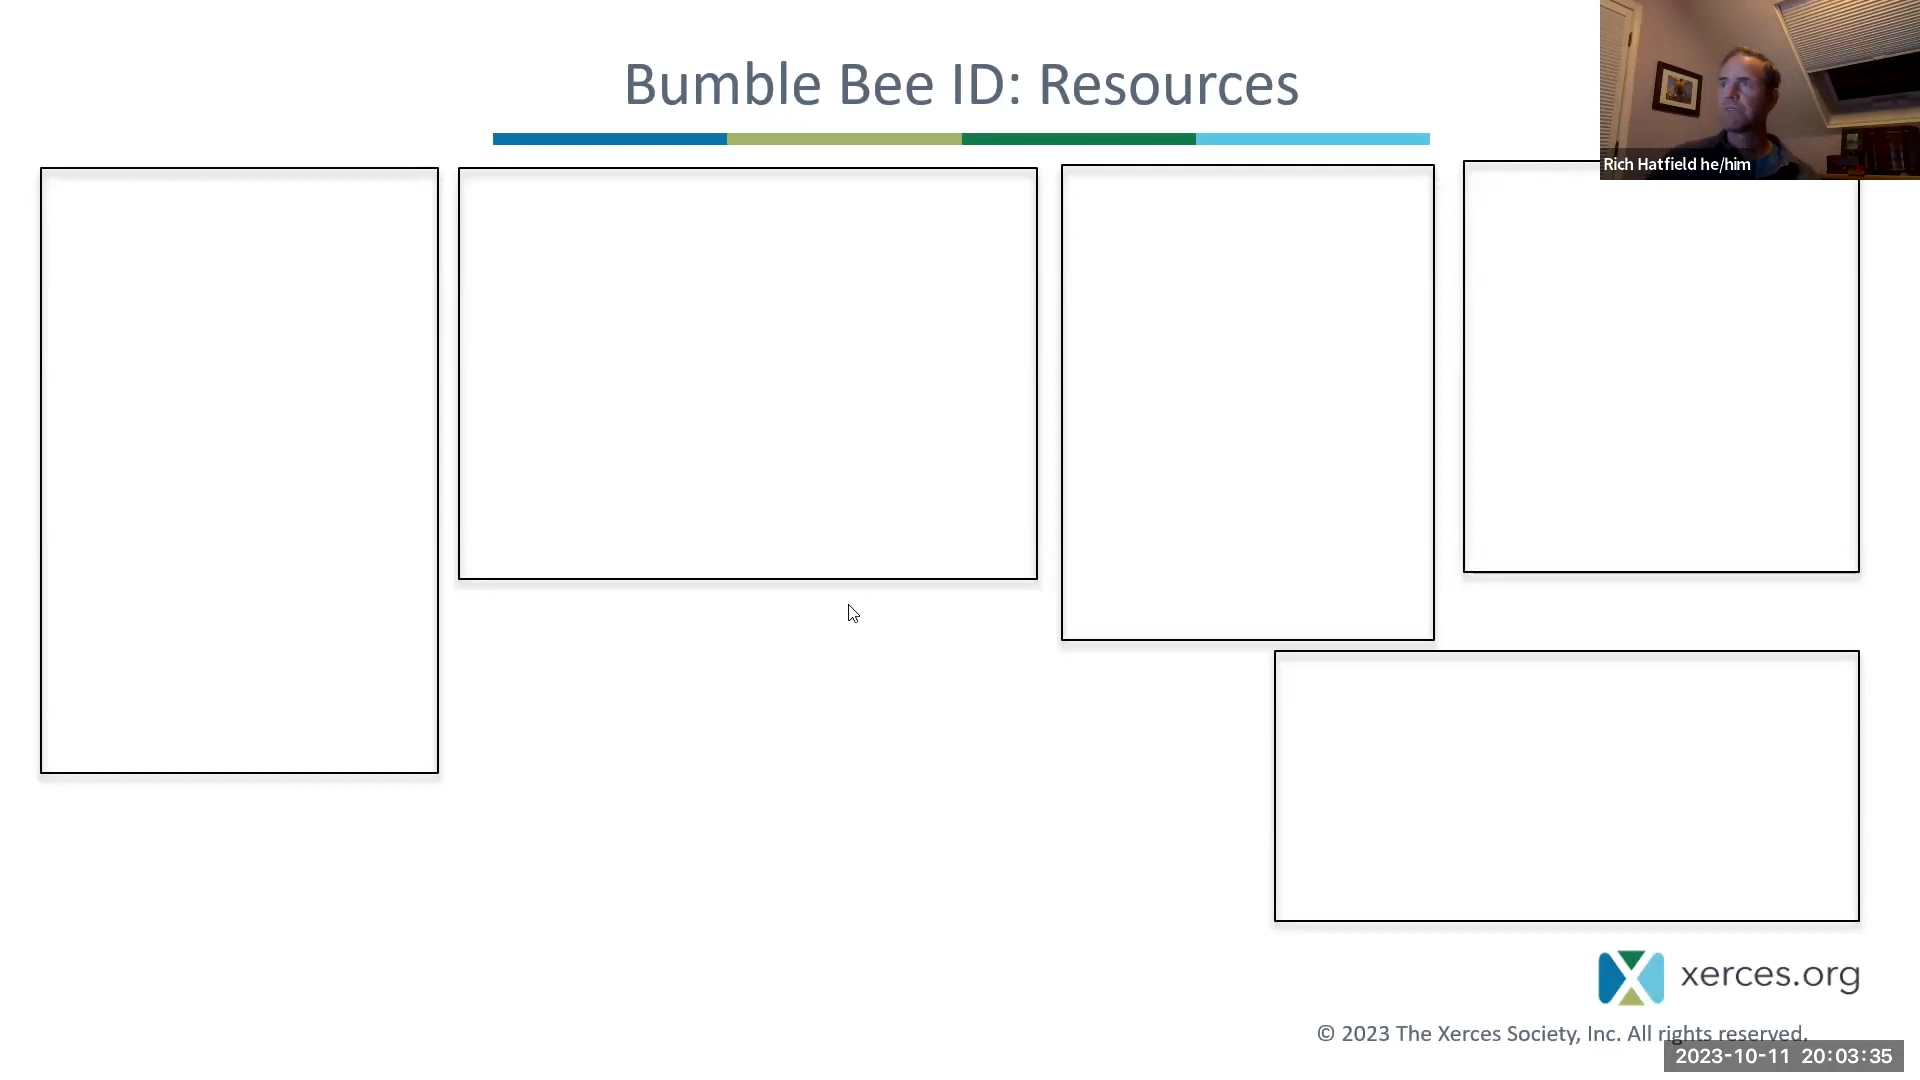 Bumble Bee ID: Resources
Rich Hatfield he/him
xerces.org
© 2023 The Xerces Society, Inc. All rights reserved.
2023-10-11 20:03:35